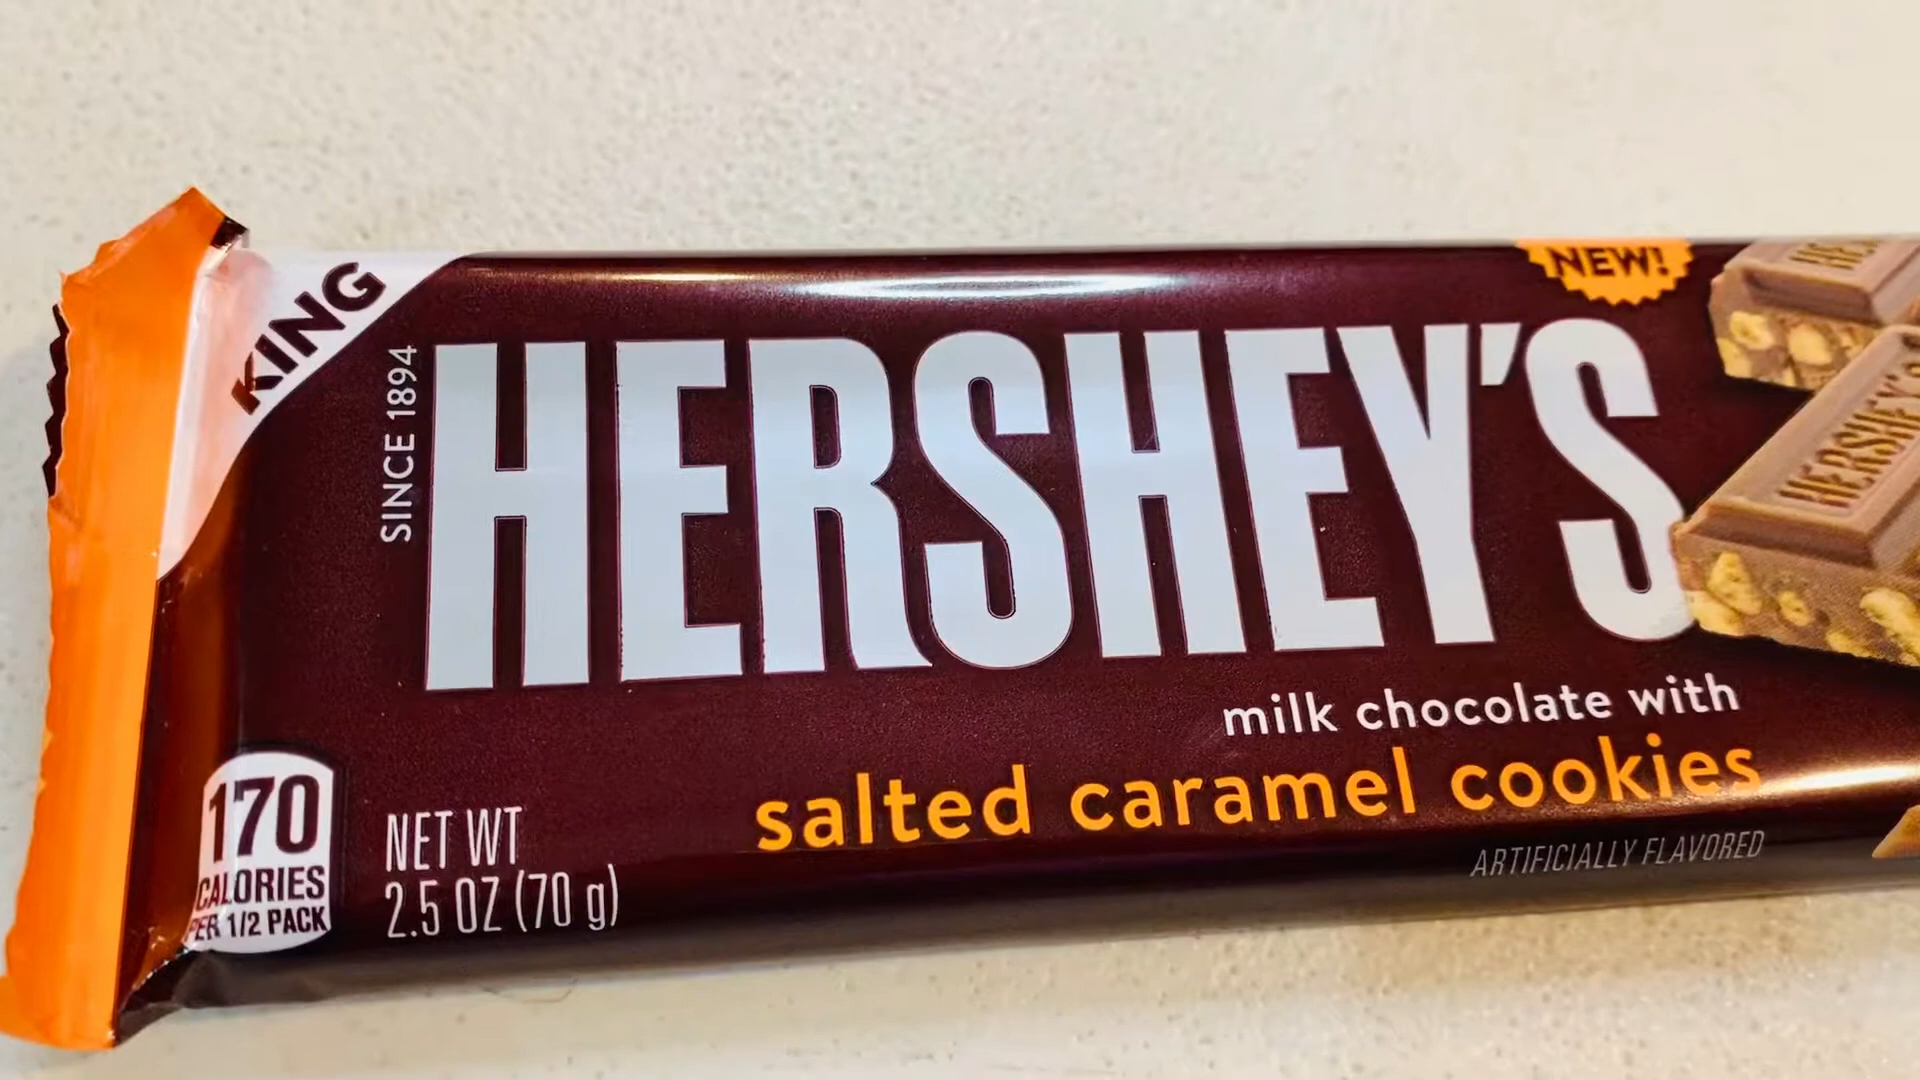 KING
NEW!
SINCE 1894
HERSHEY'S
HERSHEY'S
milk chocolate with
salted caramel cookies
ARTIFICIALLY FLAVORED
170
CALORIES
PER 1/2 PACK
NET WT
2.5 OZ (70 g)